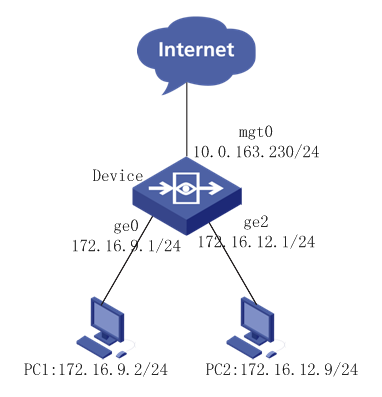 Internet
mgt0
10.0.163.230/24
Device
ge0
172.16.9.1/24
ge2
172.16.12.1/24
PC1:172.16.9.2/24
PC2:172.16.12.9/24